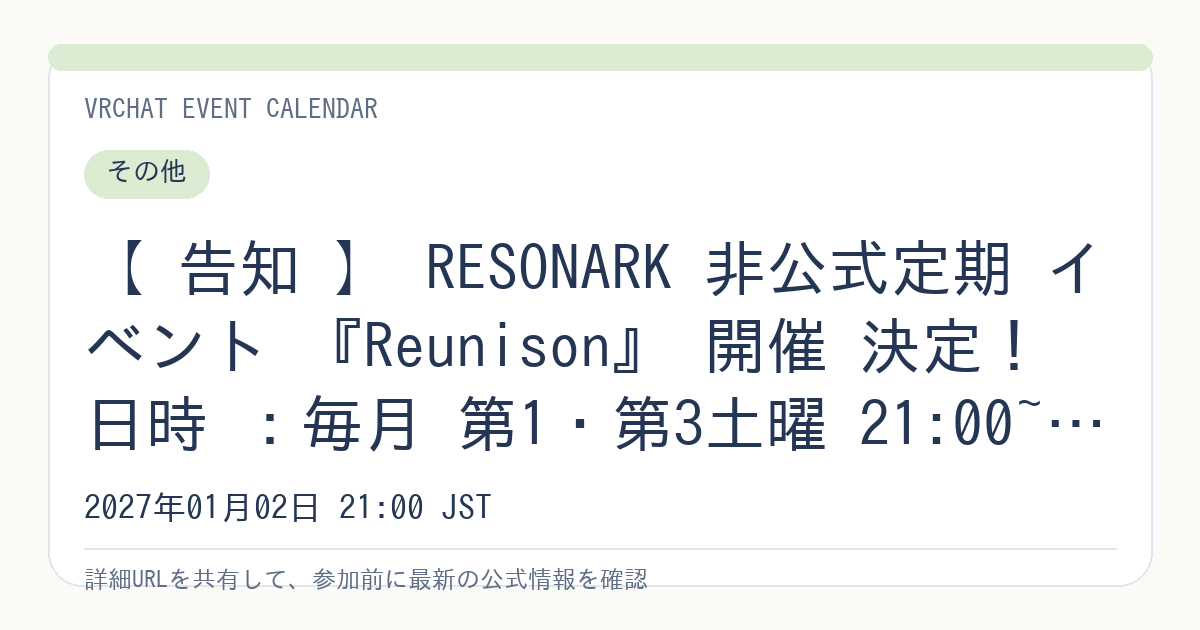 VRCHAT EVENT CALENDAR
その他
【 告知 】 RESONARK 非公式定期 イ
ベント 『Reunison』 開催 決定！
日時 ：毎月 第1・第3土曜 21:00~…
2027年01月02日 21:00 JST
詳細URLを共有して、参加前に最新の公式情報を確認